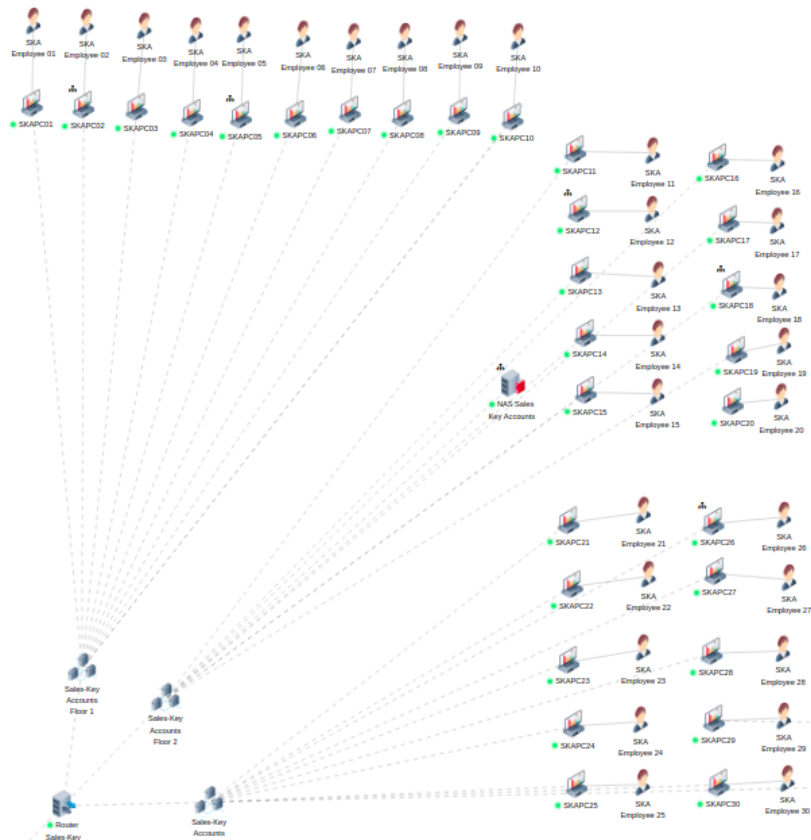 SKA
Employee 01
SKA
Employee 02
SKA
Employee 03
SKA
Employee 04
SKA
Employee 05
SKA
Employee 06
SKA
Employee 07
SKA
Employee 08
SKA
Employee 09
SKA
Employee 10
SKAPC01
SKAPC02
SKAPC03
SKAPC04
SKAPC05
SKAPC06
SKAPC07
SKAPC08
SKAPC09
SKAPC10
SKAPC11
SKA
Employee 11
SKAPC16
SKA
Employee 16
SKAPC12
SKA
Employee 12
SKAPC17
SKA
Employee 17
SKAPC13
SKA
Employee 13
SKAPC18
SKA
Employee 18
SKAPC14
SKA
Employee 14
SKAPC19
SKA
Employee 19
NAS Sales
Key Accounts
SKAPC15
SKA
Employee 15
SKAPC20
SKA
Employee 20
SKAPC21
SKA
Employee 21
SKAPC26
SKA
Employee 26
SKAPC22
SKA
Employee 22
SKAPC27
SKA
Employee 27
SKAPC23
SKA
Employee 23
SKAPC28
SKA
Employee 28
Sales-Key
Accounts
Floor 1
Sales-Key
Accounts
Floor 2
SKAPC24
SKA
Employee 24
SKAPC29
SKA
Employee 29
SKAPC25
SKA
Employee 25
SKAPC30
SKA
Employee 30
Router
Sales-Key
Sales-Key
Accounts